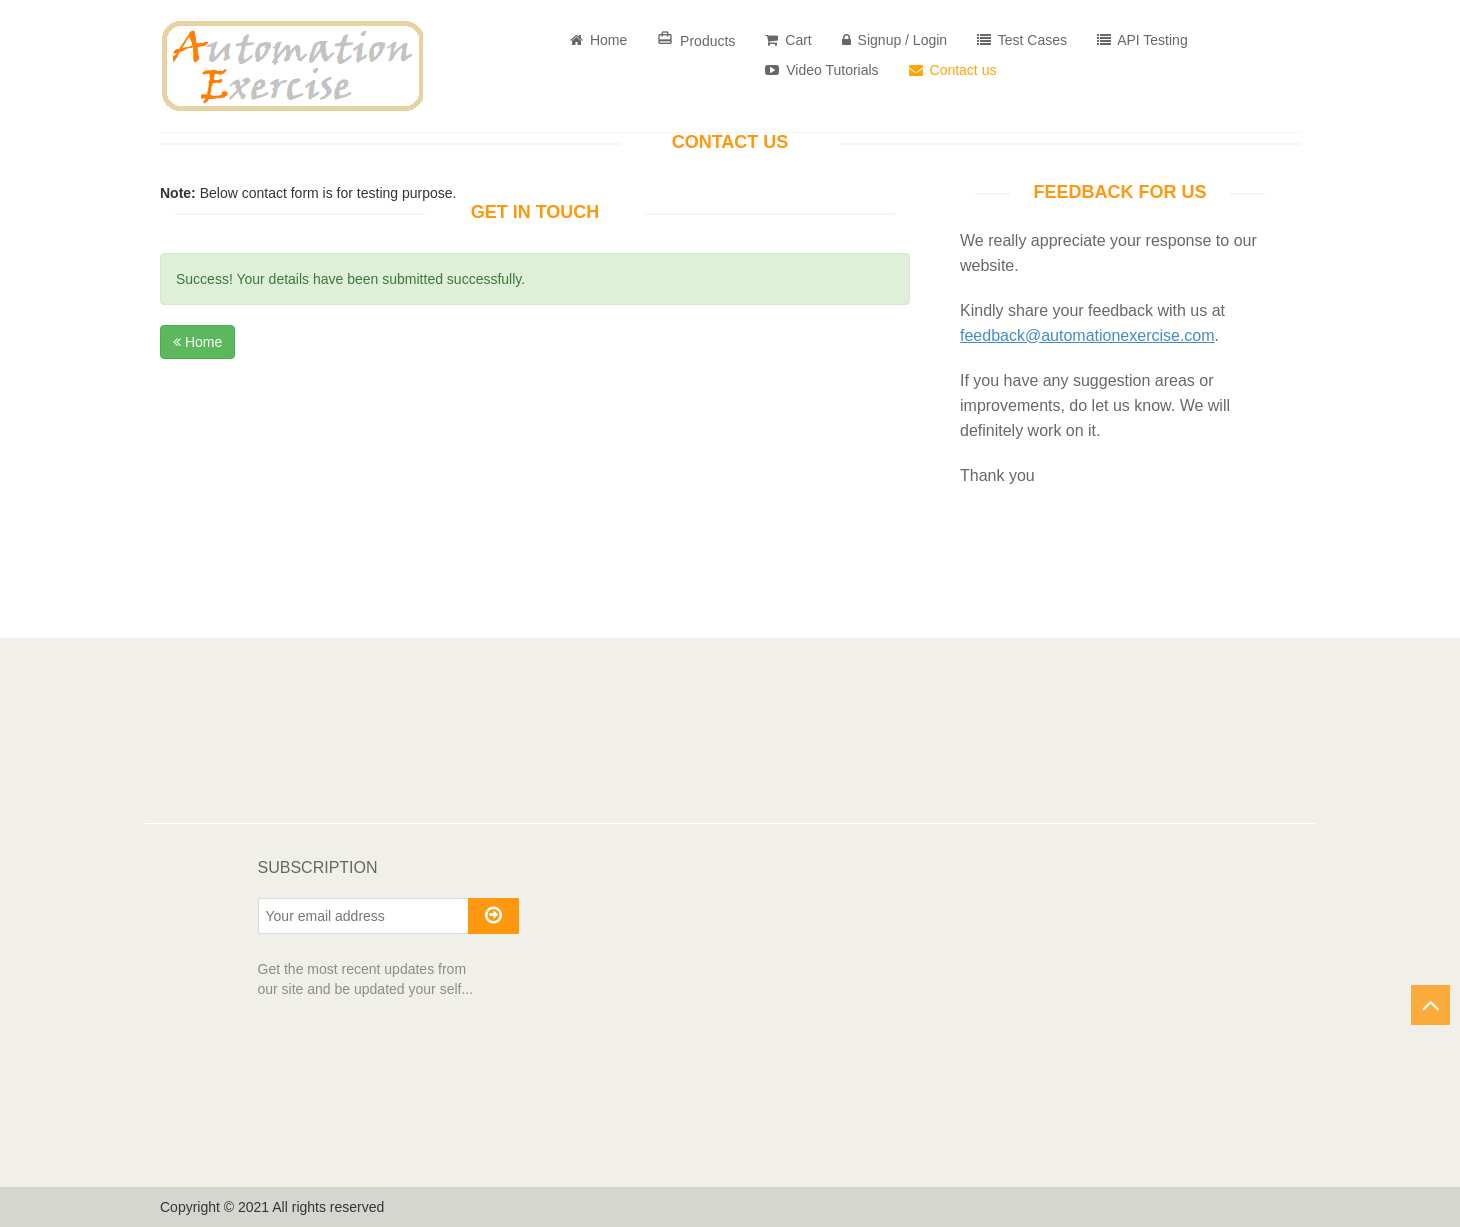 Automation
Exercise
Home
Products
Cart
Signup / Login
Test Cases
API Testing
Video Tutorials
Contact us
CONTACT US
Note: Below contact form is for testing purpose.
GET IN TOUCH
Success! Your details have been submitted successfully.
Home
FEEDBACK FOR US
We really appreciate your response to our
website.
Kindly share your feedback with us at
feedback@automationexercise.com.
If you have any suggestion areas or
improvements, do let us know. We will
definitely work on it.
Thank you
SUBSCRIPTION
Your email address
Get the most recent updates from
our site and be updated your self...
Copyright © 2021 All rights reserved